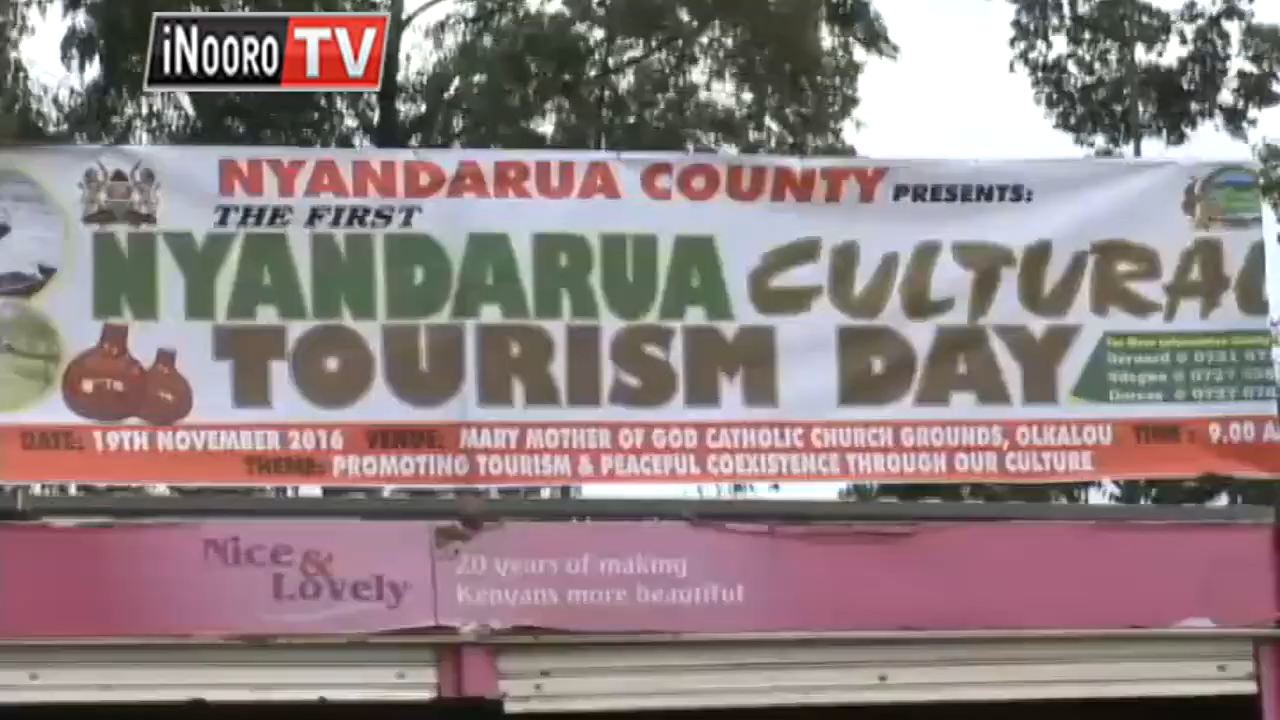 iNOORO TV
NYANDARUA COUNTY PRESENTS:
THE FIRST
NYANDARUA CULTURAL
TOURISM DAY
DATE: 19TH NOVEMBER 2016 VENUE: MARY MOTHER OF GOD CATHOLIC CHURCH GROUNDS, OLKALOU TIME: 9.00 A
THEME: PROMOTING TOURISM & PEACEFUL COEXISTENCE THROUGH OUR CULTURE
Nice & Lovely
20 years of making
Kenyans more beautiful